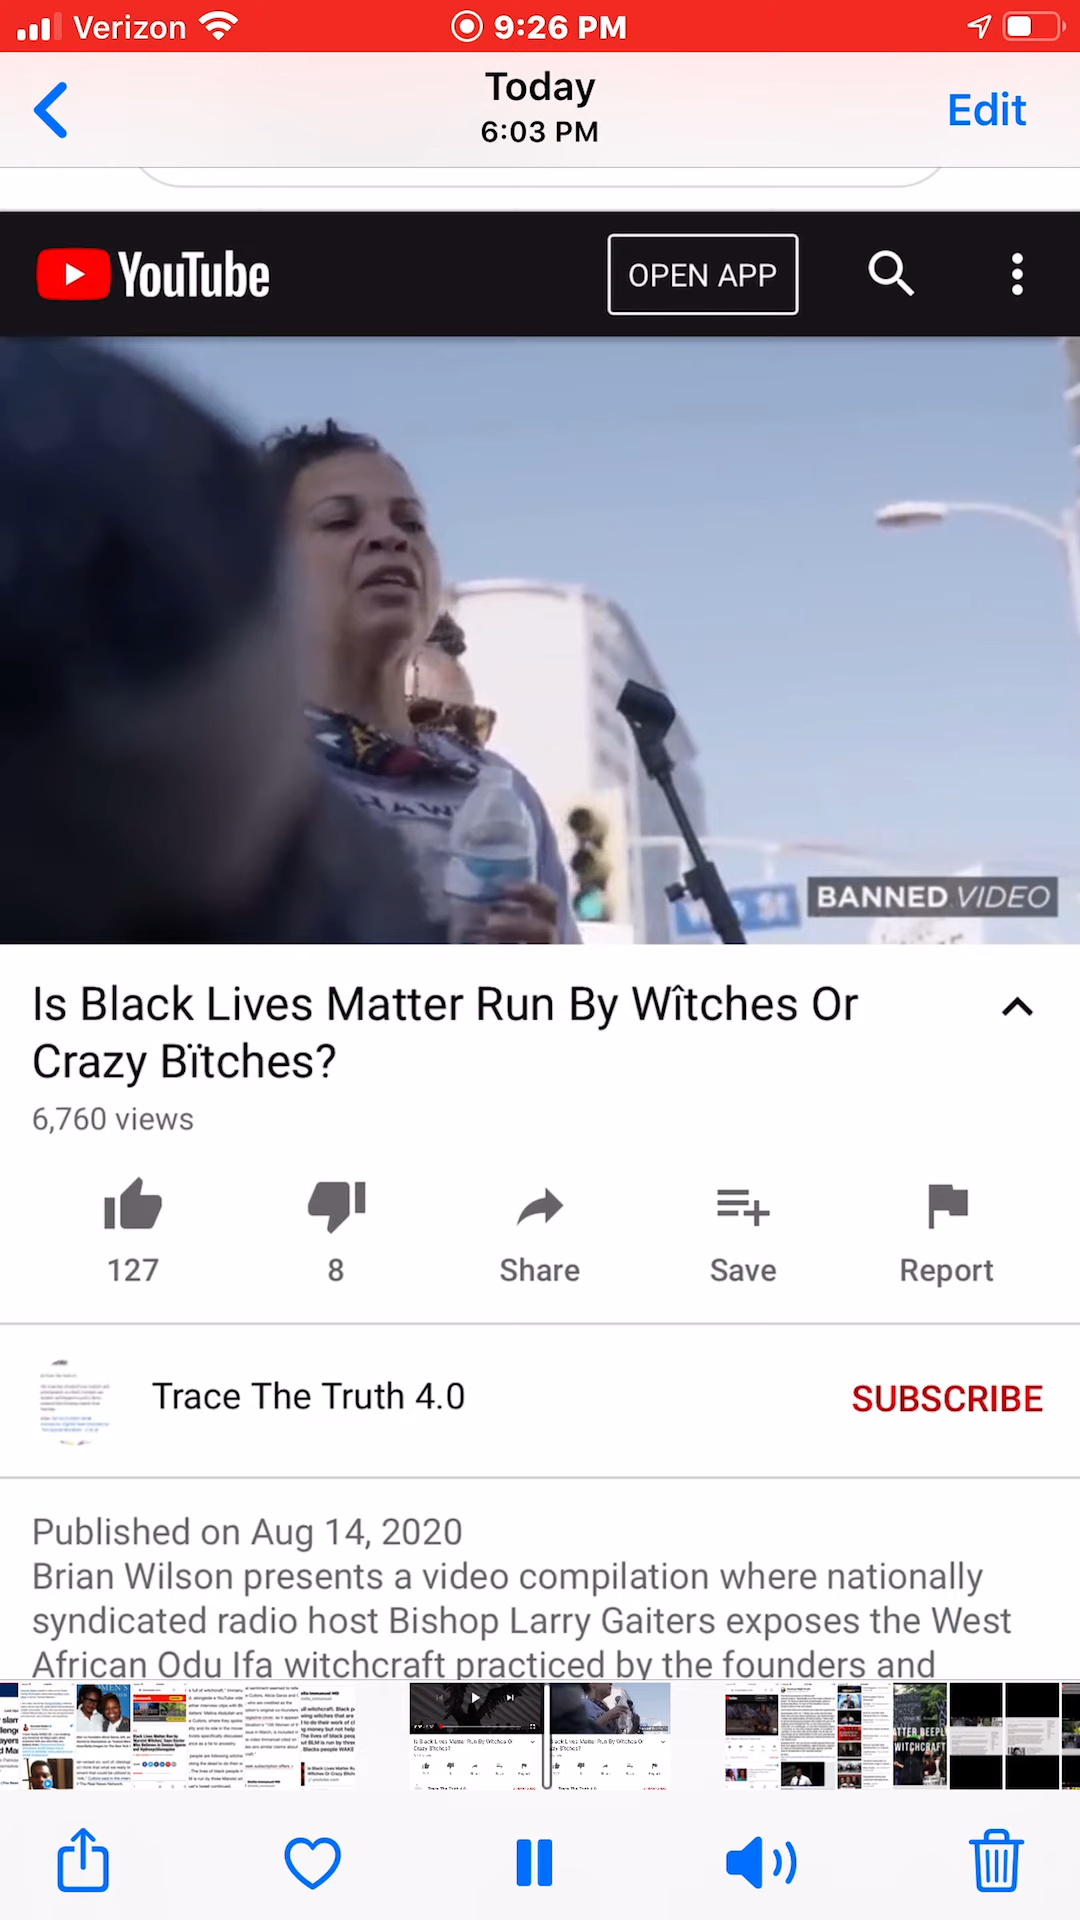 Verizon 9:26 PM
Today
6:03 PM
Edit
YouTube OPEN APP
HAW
BANNED.VIDEO
Is Black Lives Matter Run By Wîtches Or
Crazy Bïtches?
6,760 views
127 8 Share Save Report
Trace The Truth 4.0 SUBSCRIBE
Published on Aug 14, 2020
Brian Wilson presents a video compilation where nationally
syndicated radio host Bishop Larry Gaiters exposes the West
African Odu Ifa witchcraft practiced by the founders and